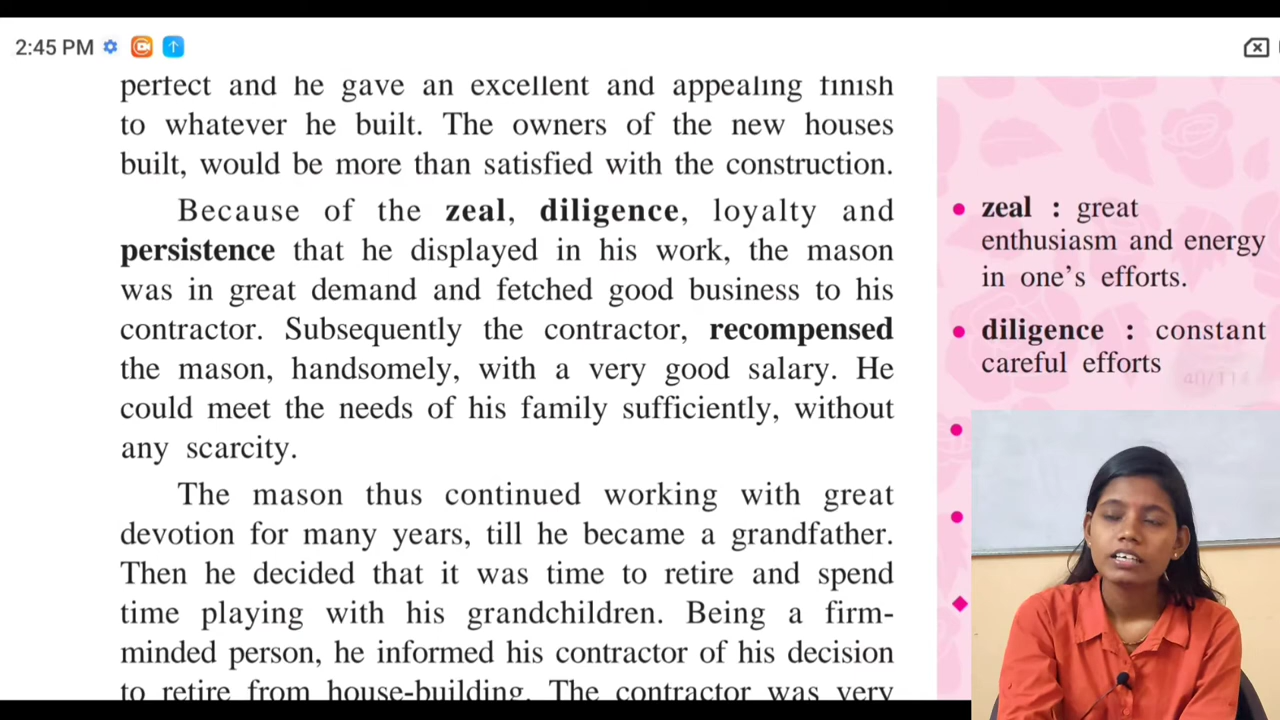 2:45 PM
perfect and he gave an excellent and appealing finish
to whatever he built. The owners of the new houses
built, would be more than satisfied with the construction.
Because of the zeal, diligence, loyalty and
persistence that he displayed in his work, the mason
was in great demand and fetched good business to his
contractor. Subsequently the contractor, recompensed
the mason, handsomely, with a very good salary. He
could meet the needs of his family sufficiently, without
any scarcity.
The mason thus continued working with great
devotion for many years, till he became a grandfather.
Then he decided that it was time to retire and spend
time playing with his grandchildren. Being a firm-
minded person, he informed his contractor of his decision
to retire from house-building. The contractor was very
• zeal : great
enthusiasm and energy
in one's efforts.
• diligence : constant
careful efforts
40/114